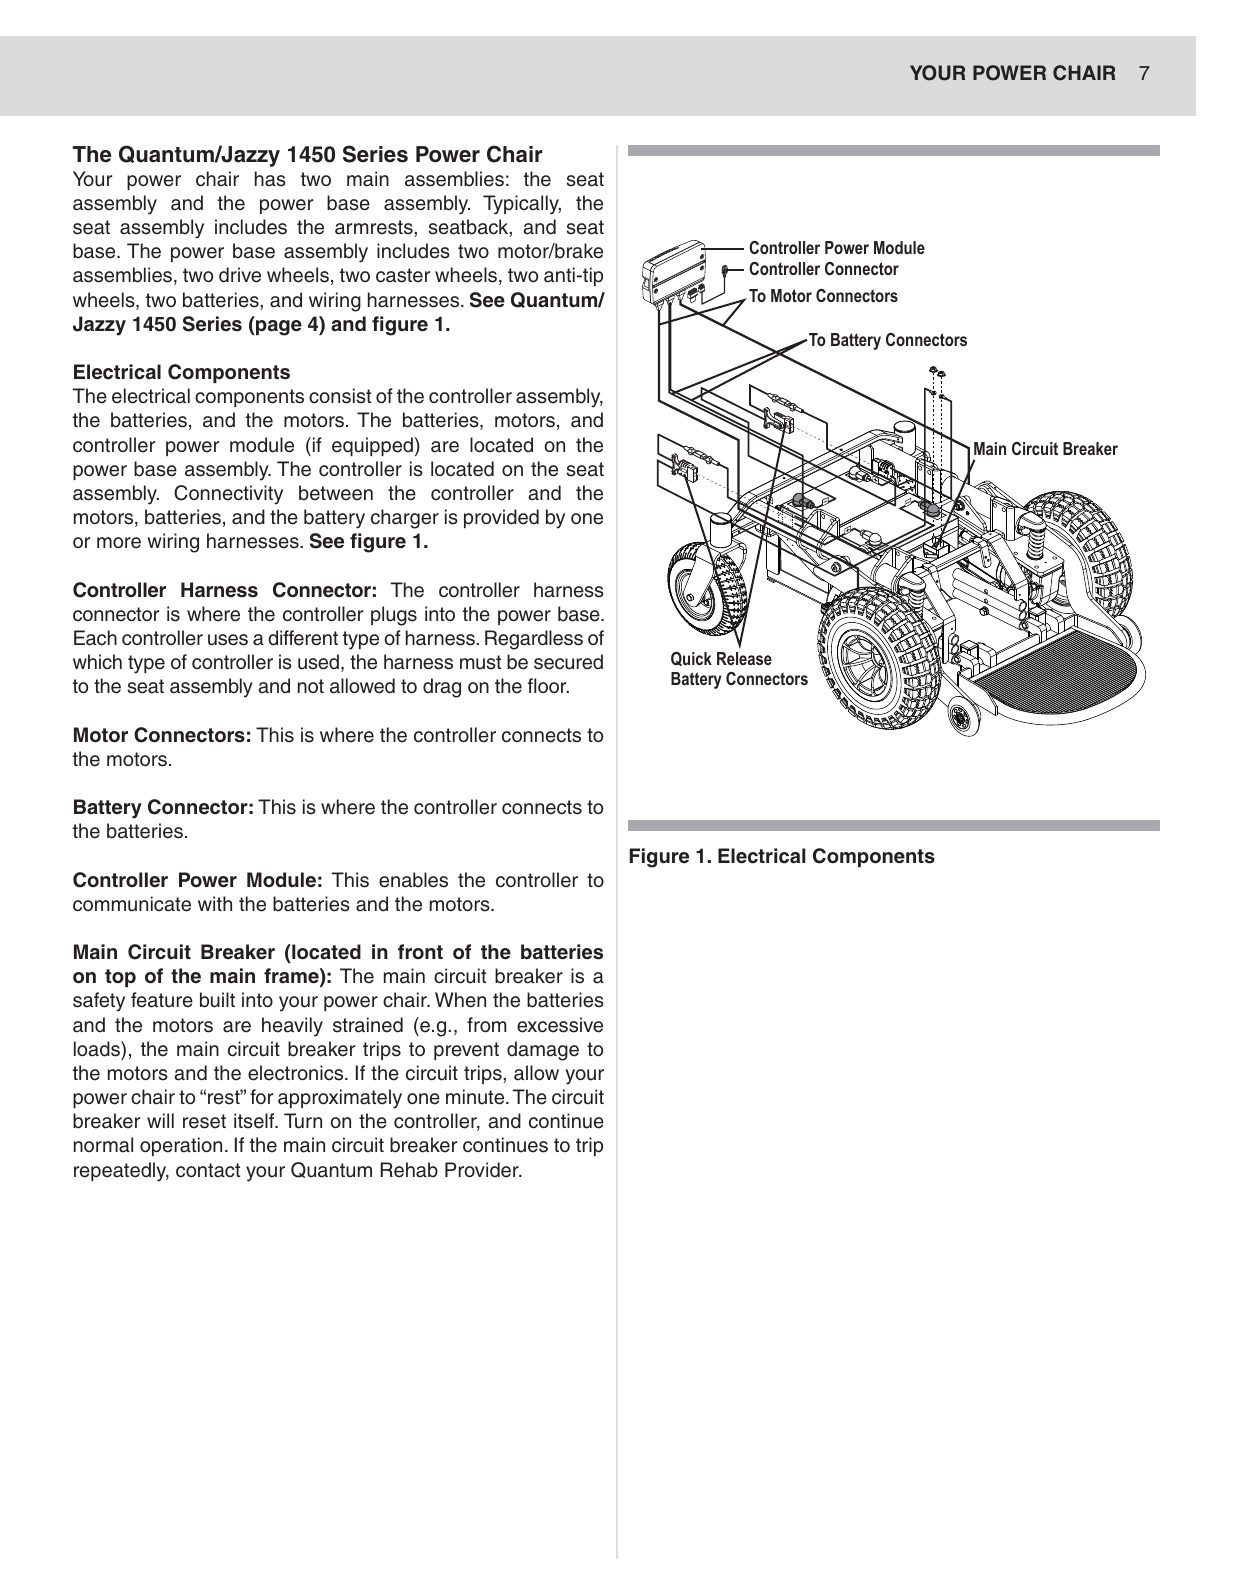 YOUR POWER CHAIR 7
The Quantum/Jazzy 1450 Series Power Chair
Your power chair has two main assemblies: the seat
assembly and the power base assembly. Typically, the
seat assembly includes the armrests, seatback, and seat
base. The power base assembly includes two motor/brake
assemblies, two drive wheels, two caster wheels, two anti-tip
wheels, two batteries, and wiring harnesses. See Quantum/
Jazzy 1450 Series (page 4) and figure 1.
Electrical Components
The electrical components consist of the controller assembly,
the batteries, and the motors. The batteries, motors, and
controller power module (if equipped) are located on the
power base assembly. The controller is located on the seat
assembly. Connectivity between the controller and the
motors, batteries, and the battery charger is provided by one
or more wiring harnesses. See figure 1.
Controller Harness Connector: The controller harness
connector is where the controller plugs into the power base.
Each controller uses a different type of harness. Regardless of
which type of controller is used, the harness must be secured
to the seat assembly and not allowed to drag on the floor.
Motor Connectors: This is where the controller connects to
the motors.
Battery Connector: This is where the controller connects to
the batteries.
Controller Power Module: This enables the controller to
communicate with the batteries and the motors.
Main Circuit Breaker (located in front of the batteries
on top of the main frame): The main circuit breaker is a
safety feature built into your power chair. When the batteries
and the motors are heavily strained (e.g., from excessive
loads), the main circuit breaker trips to prevent damage to
the motors and the electronics. If the circuit trips, allow your
power chair to “rest” for approximately one minute. The circuit
breaker will reset itself. Turn on the controller, and continue
normal operation. If the main circuit breaker continues to trip
repeatedly, contact your Quantum Rehab Provider.
Controller Power Module
Controller Connector
To Motor Connectors
To Battery Connectors
Main Circuit Breaker
Quick Release
Battery Connectors
Figure 1. Electrical Components